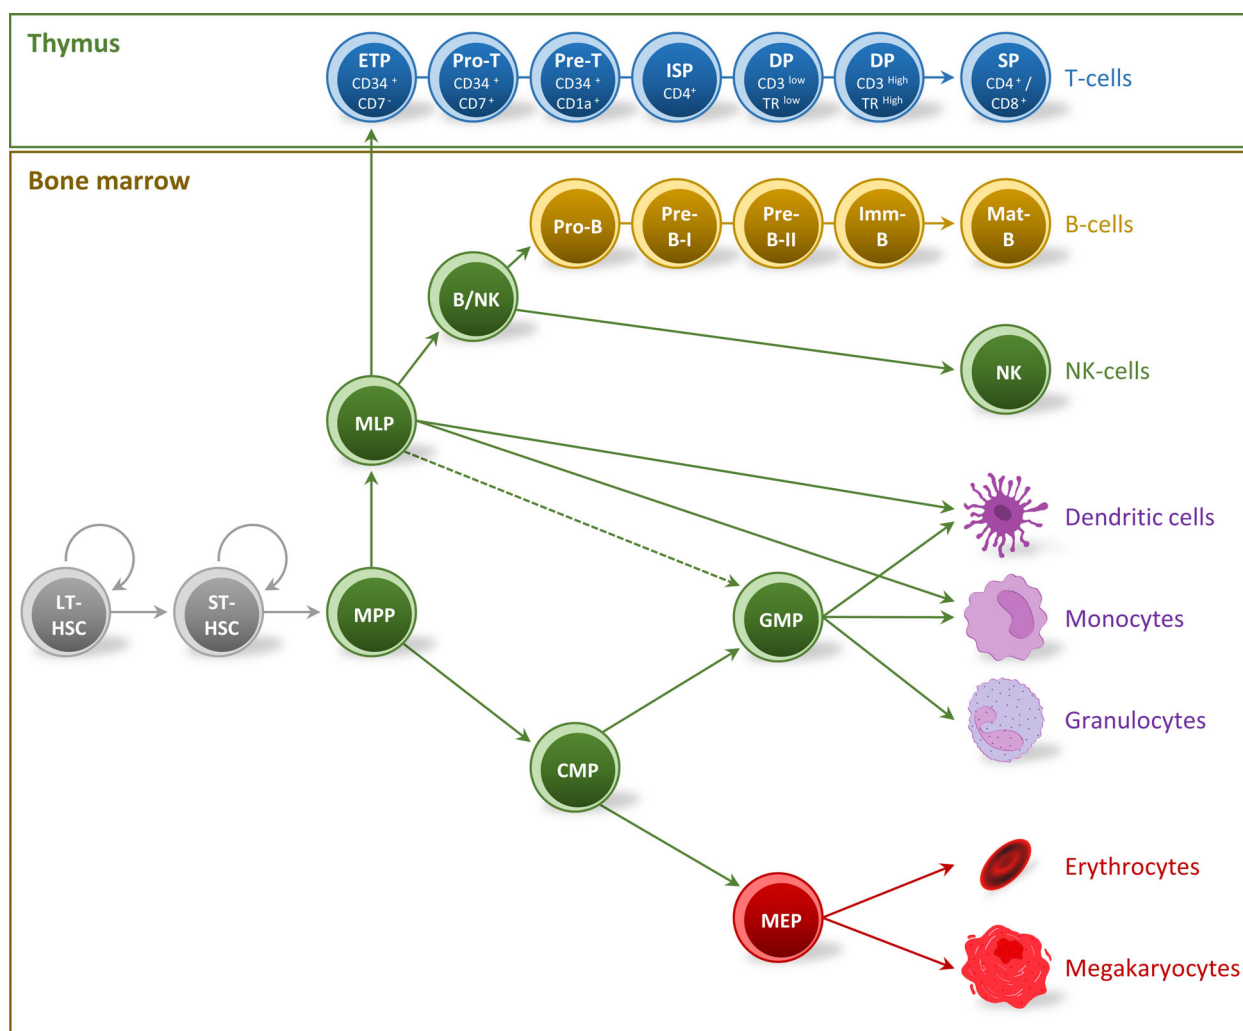 Thymus
ETP
CD34 +
CD7 -
Pro-T
CD34 +
CD7 +
Pre-T
CD34 +
CD1a +
ISP
CD4+
DP
CD3 low
TR low
DP
CD3 High
TR High
SP
CD4 + /
CD8 +
T-cells
Bone marrow
Pro-B
Pre-
B-I
Pre-
B-II
Imm-
B
Mat-
B
B-cells
B/NK
NK
NK-cells
MLP
Dendritic cells
LT-
HSC
ST-
HSC
MPP
GMP
Monocytes
Granulocytes
CMP
Erythrocytes
MEP
Megakaryocytes